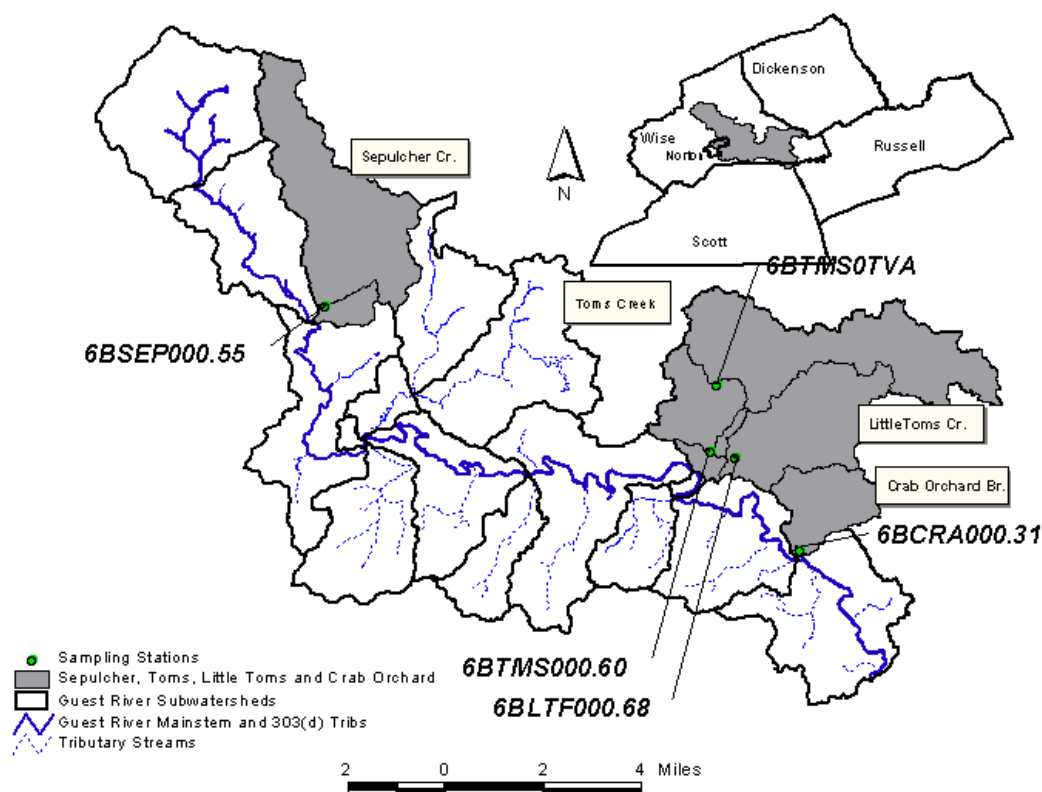 Dickenson
Sepulcher Cr.
Wise
Norton
Russell
N
Scott
6BTMS0TVA
Toms Creek
6BSEP000.55
LittleToms Cr.
Crab Orchard Br.
6BCRA000.31
6BTMS000.60
6BLTF000.68
Sampling Stations
Sepulcher, Toms, Little Toms and Crab Orchard
Guest River Subwatersheds
Guest River Mainstem and 303(d) Tribs
Tributary Streams
2 0 2 4 Miles